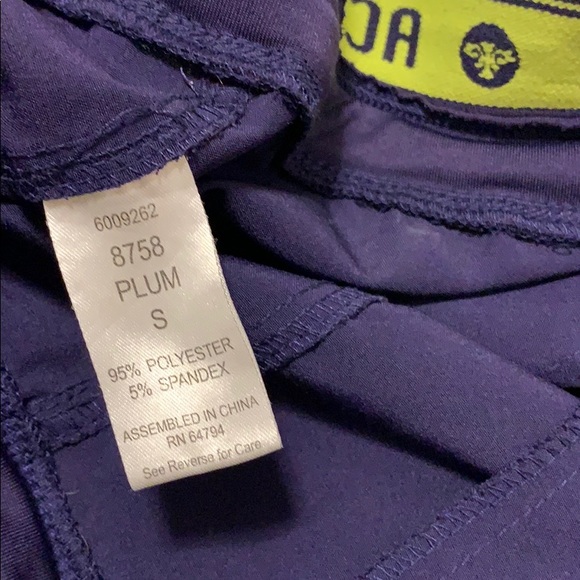 6009262
8758
PLUM
S
95% POLYESTER
5% SPANDEX
ASSEMBLED IN CHINA
RN 64794
See Reverse for Care